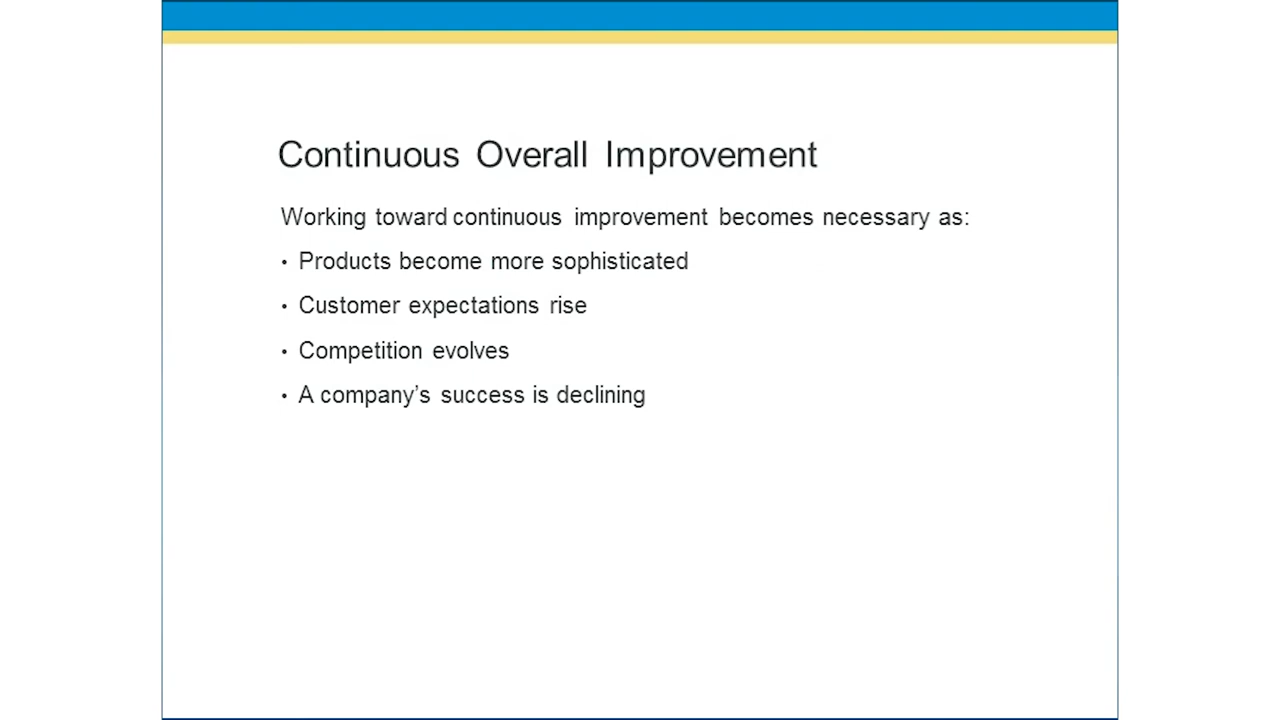 Continuous Overall Improvement
Working toward continuous improvement becomes necessary as:
• Products become more sophisticated
• Customer expectations rise
• Competition evolves
• A company’s success is declining